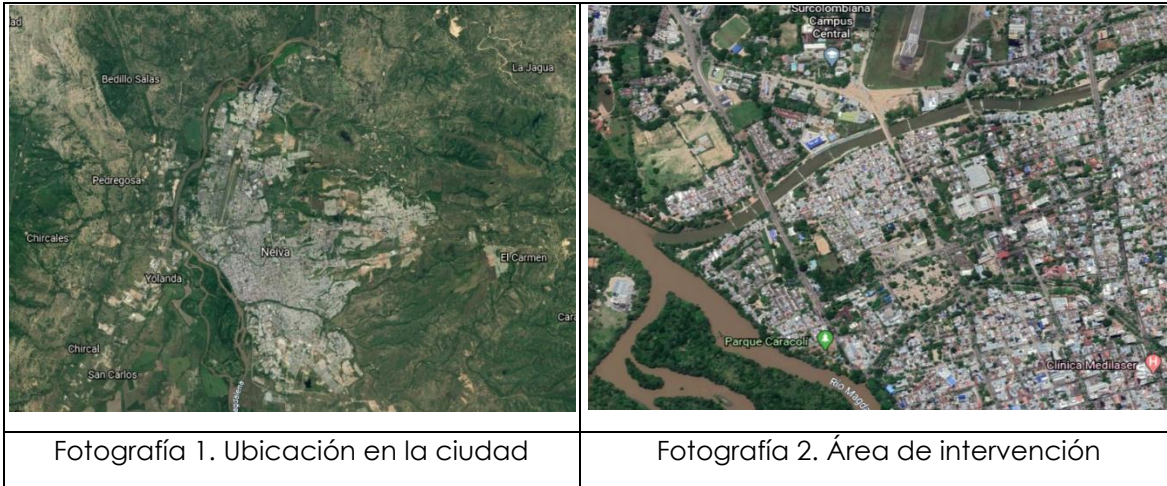 Bedillo Salas
La Jagua
Pedregosa
Chircales
Neiva
El Carmen
Yolanda
Chircal
San Carlos
Surcolombiana
Campus
Central
Parque Caracolí
Clínica Medilaser
Río Magda
Fotografía 1. Ubicación en la ciudad
Fotografía 2. Área de intervención